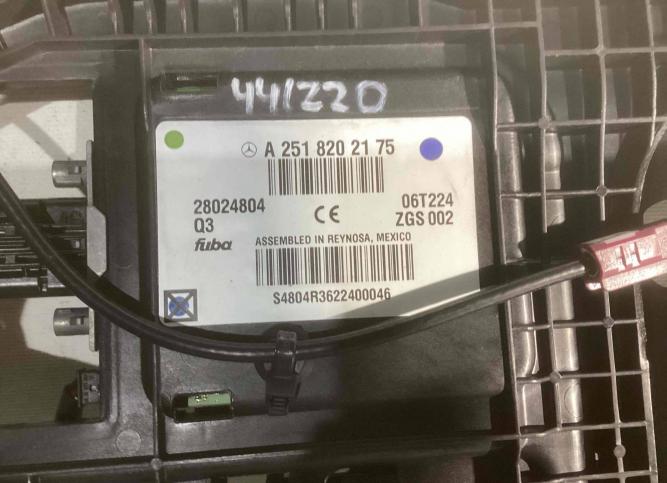 441220
A 251 820 21 75
28024804
06T224
Q3
CE
ZGS 002
fuba
ASSEMBLED IN REYNOSA, MEXICO
S4804R3622400046